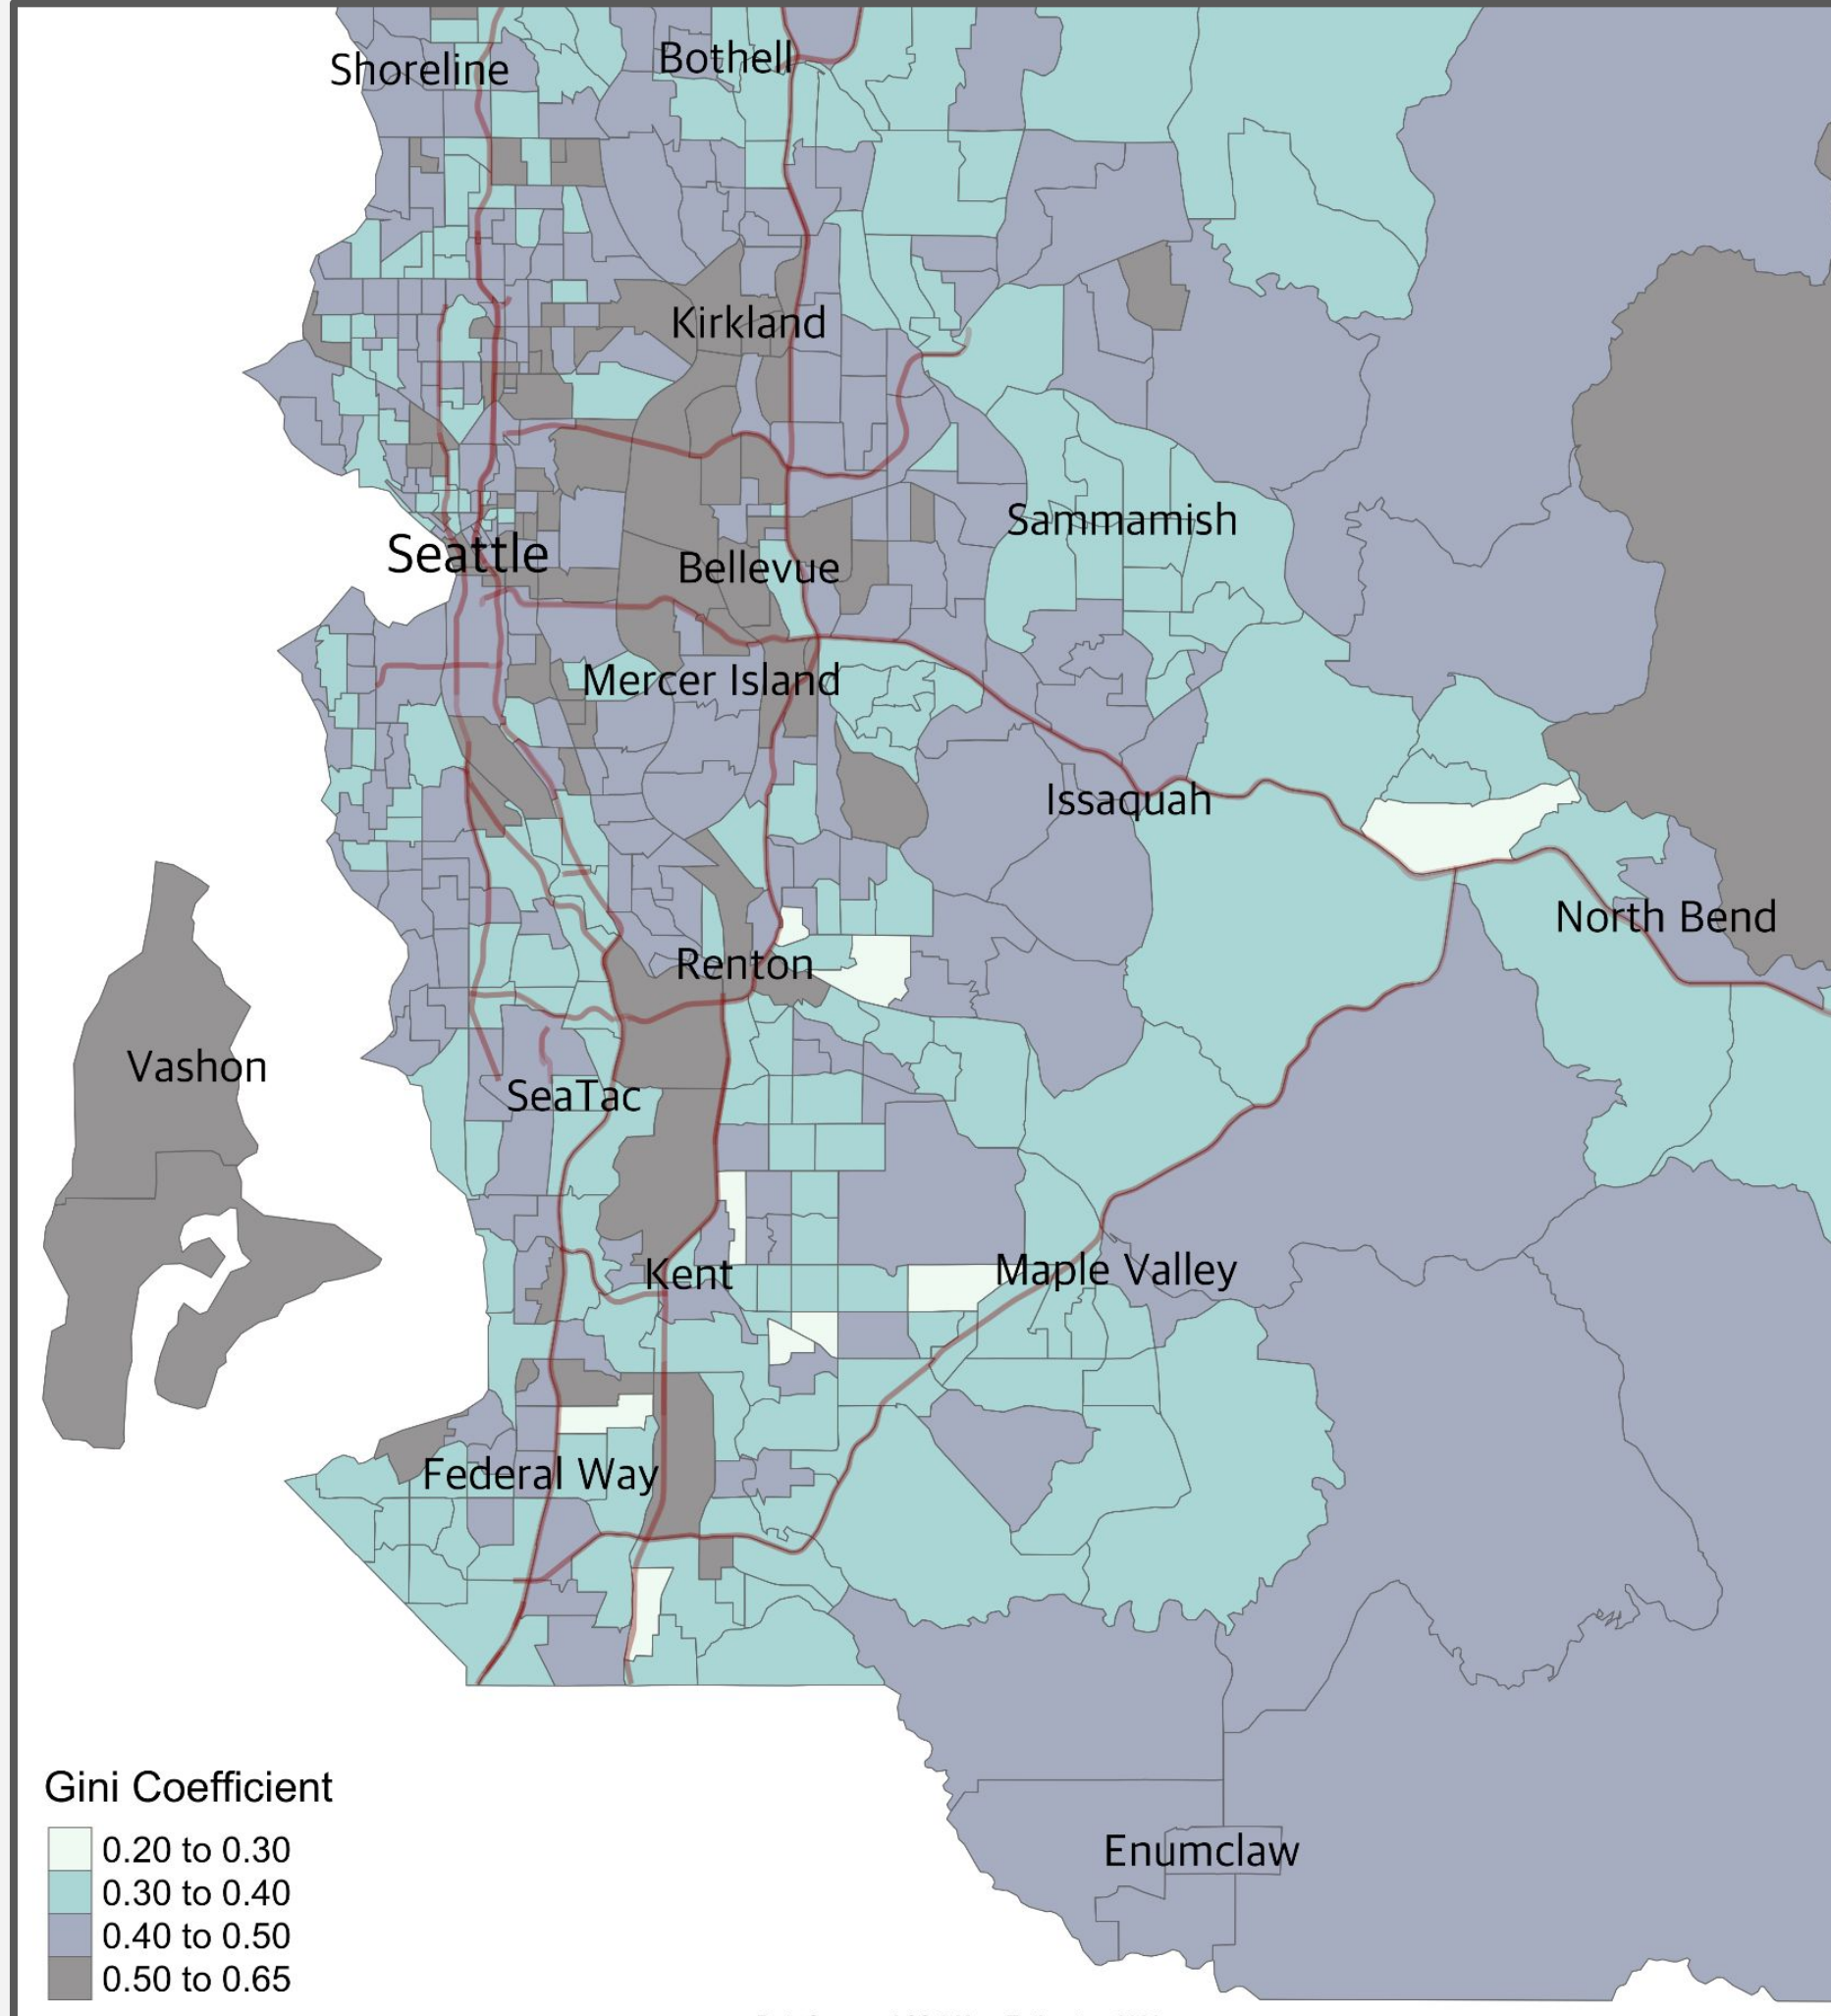 Shoreline
Bothell
Kirkland
Sammamish
Seattle
Bellevue
Mercer Island
Issaquah
North Bend
Renton
Vashon
SeaTac
Kent
Maple Valley
Federal Way
Gini Coefficient
0.20 to 0.30
0.30 to 0.40
0.40 to 0.50
0.50 to 0.65
Enumclaw